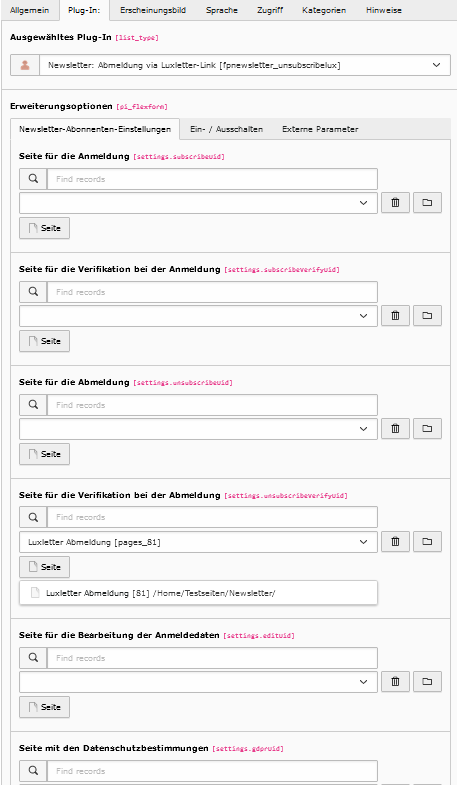 Allgemein Plug-In: Erscheinungsbild Sprache Zugriff Kategorien Hinweise
Ausgewähltes Plug-In [list_type]
Newsletter: Abmeldung via Luxletter-Link [fpnewsletter_unsubscribelux]
Erweiterungsoptionen [pi_flexform]
Newsletter-Abonnenten-Einstellungen Ein- / Ausschalten Externe Parameter
Seite für die Anmeldung [settings.subscribeUid]
Find records
Seite
Seite für die Verifikation bei der Anmeldung [settings.subscribeVerifyUid]
Find records
Seite
Seite für die Abmeldung [settings.unsubscribeUid]
Find records
Seite
Seite für die Verifikation bei der Abmeldung [settings.unsubscribeVerifyUid]
Find records
Luxletter Abmeldung [pages_81]
Seite
Luxletter Abmeldung [81] /Home/Testseiten/Newsletter/
Seite für die Bearbeitung der Anmeldedaten [settings.editUid]
Find records
Seite
Seite mit den Datenschutzbestimmungen [settings.gdprUid]
Find records